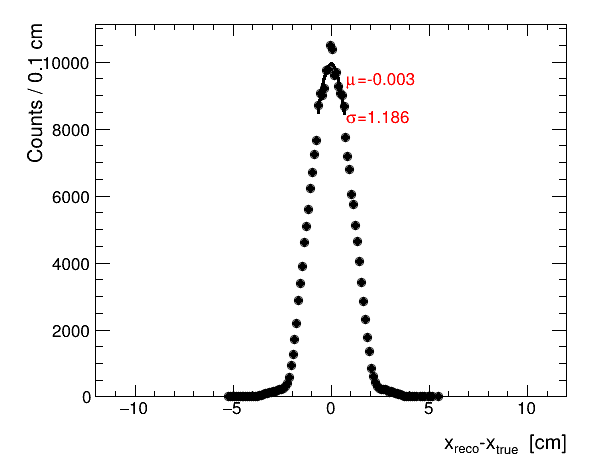 Counts / 0.1 cm
10000
8000
6000
4000
2000
0
μ=-0.003
σ=1.186
−10 −5 0 5 10
x_reco-x_true [cm]